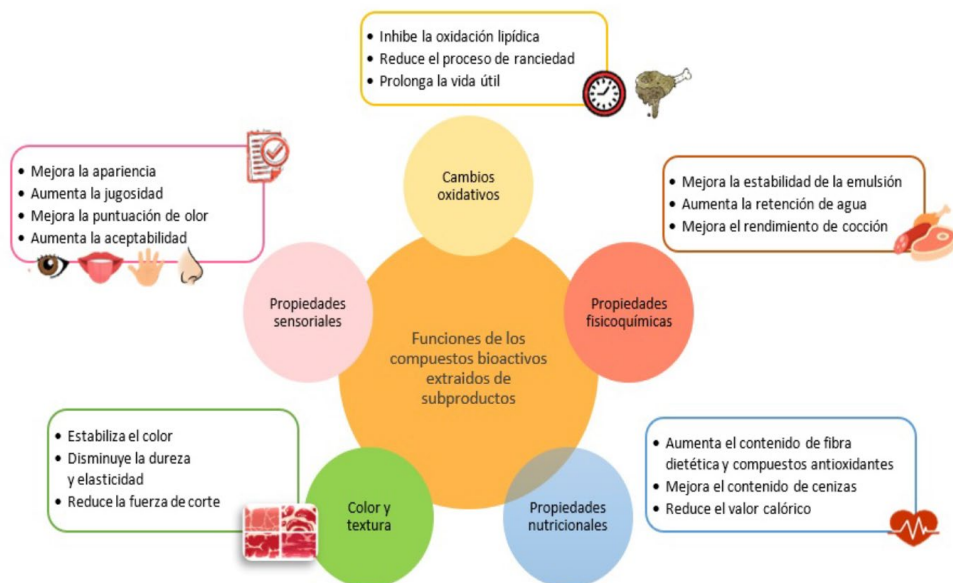 • Inhibe la oxidación lipídica
• Reduce el proceso de ranciedad
• Prolonga la vida útil
Cambios
oxidativos
• Mejora la apariencia
• Aumenta la jugosidad
• Mejora la puntuación de olor
• Aumenta la aceptabilidad
• Mejora la estabilidad de la emulsión
• Aumenta la retención de agua
• Mejora el rendimiento de cocción
Propiedades
sensoriales
Propiedades
fisicoquímicas
Funciones de los
compuestos bioactivos
extraidos de
subproductos
• Estabiliza el color
• Disminuye la dureza
y elasticidad
• Reduce la fuerza de corte
Color y
textura
Propiedades
nutricionales
• Aumenta el contenido de fibra
dietética y compuestos antioxidantes
• Mejora el contenido de cenizas
• Reduce el valor calórico